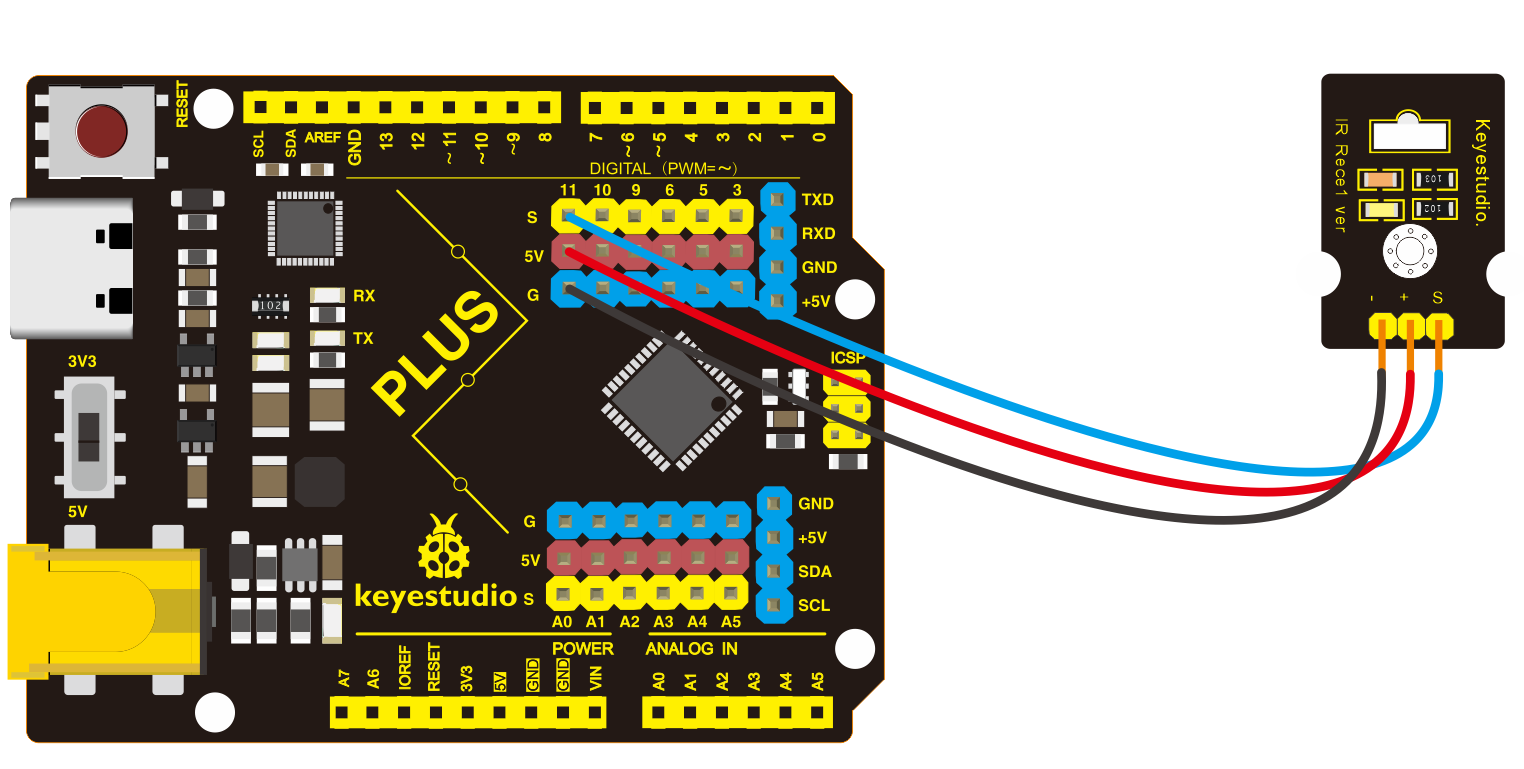 RESET
SCL SDA AREF GND 13 12 ~11 ~10 ~9 8 7 ~6 ~5 4 3 2 1 0
DIGITAL (PWM=~)
11 10 9 6 5 3
S
5V
G
TXD
RXD
GND
+5V
RX
TX
102
PLUS
ICSP
3V3
5V
G
5V
S
GND
+5V
SDA
SCL
keyestudio
A0 A1 A2 A3 A4 A5
POWER ANALOG IN
A7 A6 IOREF RESET 3V3 5V GND GND VIN A0 A1 A2 A3 A4 A5
IR Rece1 ver
Keyestudio.
103
102
- + S